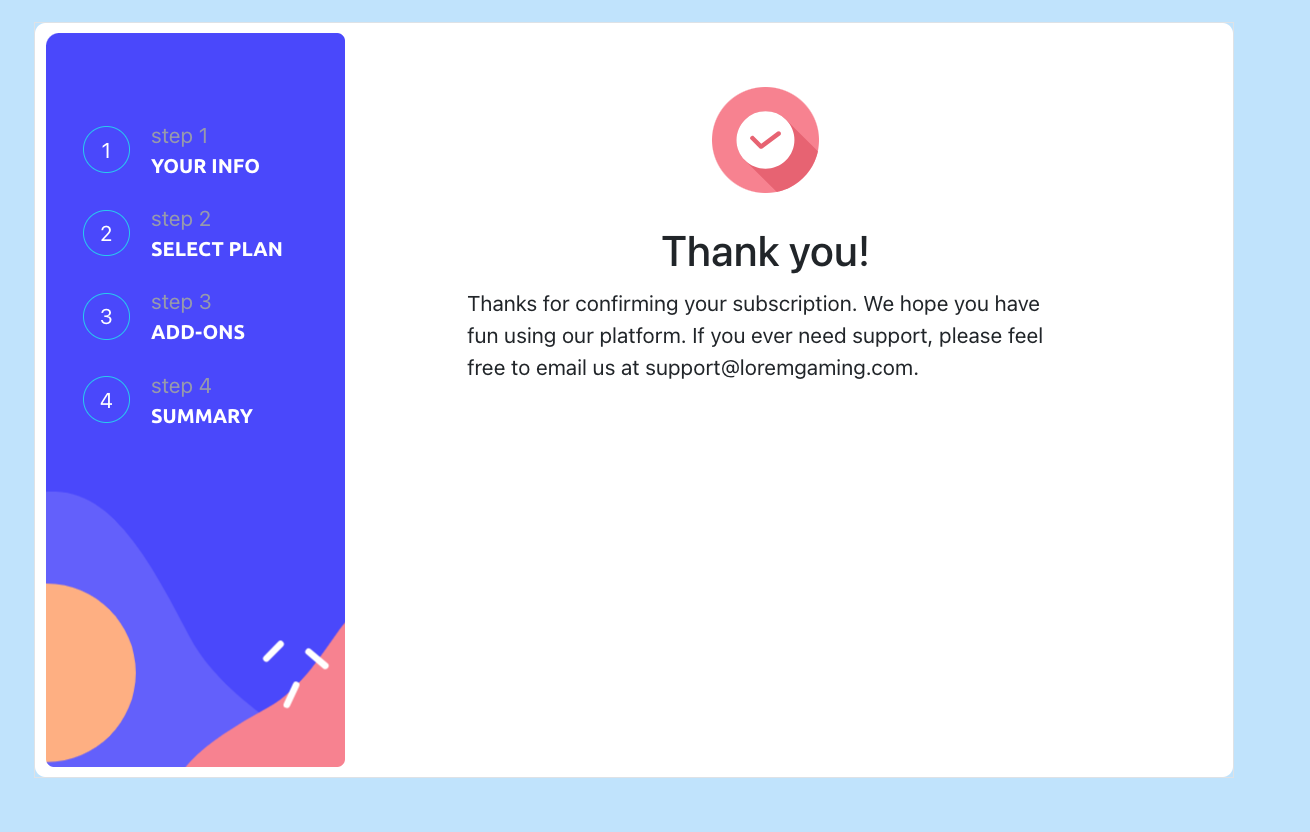 1
step 1
YOUR INFO
2
step 2
SELECT PLAN
3
step 3
ADD-ONS
4
step 4
SUMMARY
Thank you!
Thanks for confirming your subscription. We hope you have
fun using our platform. If you ever need support, please feel
free to email us at support@loremgaming.com.